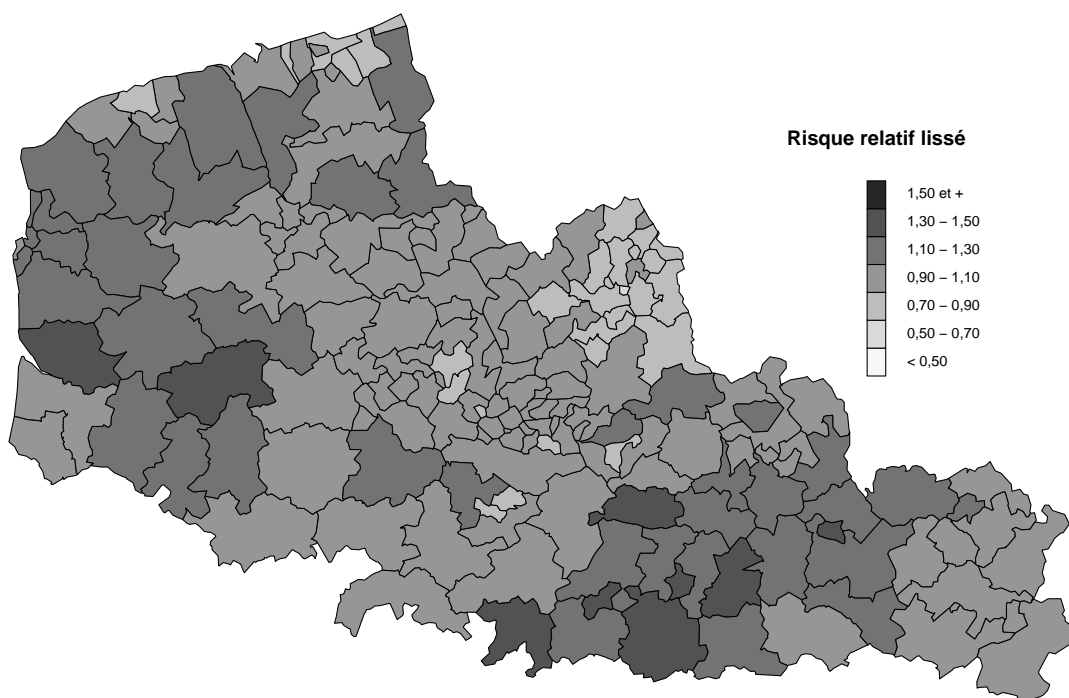 Risque relatif lissé
1,50 et +
1,30 – 1,50
1,10 – 1,30
0,90 – 1,10
0,70 – 0,90
0,50 – 0,70
< 0,50